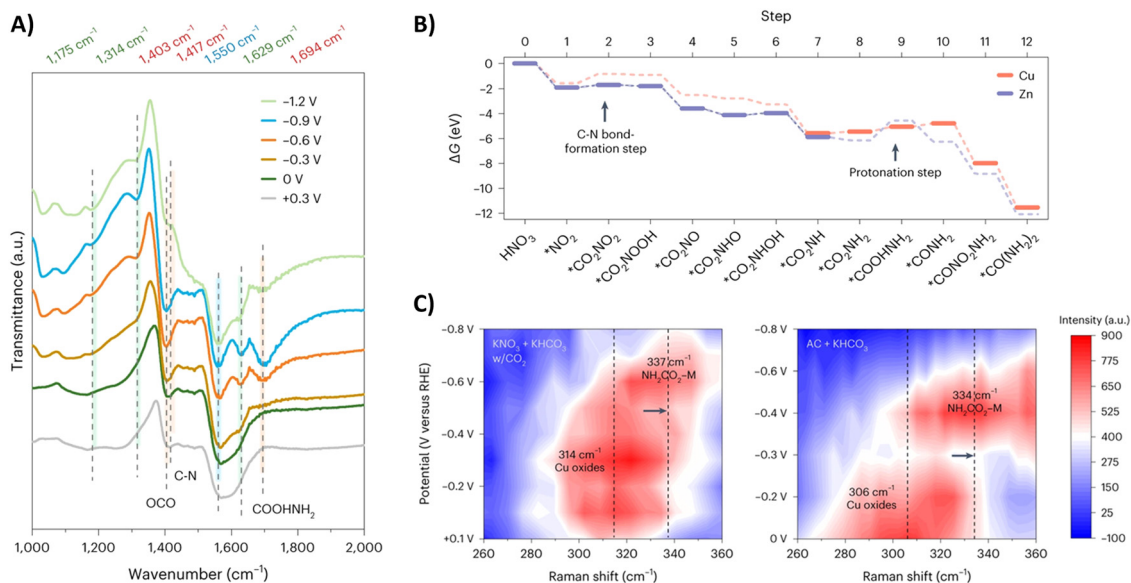 A)
1,175 cm⁻¹
1,314 cm⁻¹
1,403 cm⁻¹
1,417 cm⁻¹
1,550 cm⁻¹
1,629 cm⁻¹
1,694 cm⁻¹
Transmittance (a.u.)
−1.2 V
−0.9 V
−0.6 V
−0.3 V
0 V
+0.3 V
C-N
OCO
COOHNH₂
1,000 1,200 1,400 1,600 1,800 2,000
Wavenumber (cm⁻¹)
B)
Step
0 1 2 3 4 5 6 7 8 9 10 11 12
ΔG (eV)
0
−2
−4
−6
−8
−10
−12
Cu
Zn
C-N bond-
formation step
Protonation step
HNO₃
*NO₂
*CO₂NO₂
*CO₂NOOH
*CO₂NO
*CO₂NHO
*CO₂NHOH
*CO₂NH
*CO₂NH₂
*COOHNH₂
*CONH₂
*CONO₂NH₂
*CO(NH₂)₂
C)
Potential (V versus RHE)
−0.8 V
−0.6 V
−0.4 V
−0.2 V
+0.1 V
KNO₃ + KHCO₃
w/CO₂
337 cm⁻¹
NH₂CO₂–M
314 cm⁻¹
Cu oxides
260 280 300 320 340 360
Raman shift (cm⁻¹)
−0.8 V
−0.6 V
−0.4 V
−0.3 V
−0.2 V
0 V
AC + KHCO₃
334 cm⁻¹
NH₂CO₂–M
306 cm⁻¹
Cu oxides
260 280 300 320 340 360
Raman shift (cm⁻¹)
Intensity (a.u.)
900
775
650
525
400
275
150
25
−100